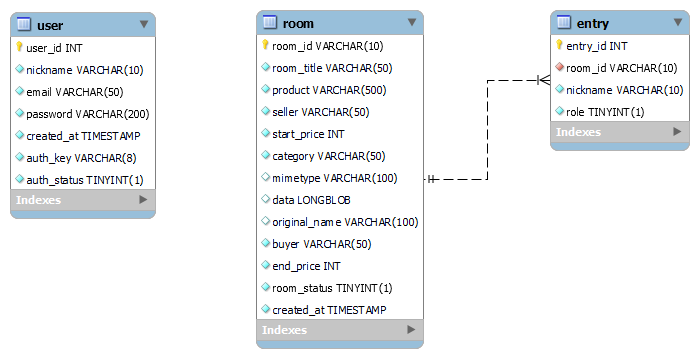 user
user_id INT
nickname VARCHAR(10)
email VARCHAR(50)
password VARCHAR(200)
created_at TIMESTAMP
auth_key VARCHAR(8)
auth_status TINYINT(1)
Indexes
room
room_id VARCHAR(10)
room_title VARCHAR(50)
product VARCHAR(500)
seller VARCHAR(50)
start_price INT
category VARCHAR(50)
mimetype VARCHAR(100)
data LONGBLOB
original_name VARCHAR(100)
buyer VARCHAR(50)
end_price INT
room_status TINYINT(1)
created_at TIMESTAMP
Indexes
entry
entry_id INT
room_id VARCHAR(10)
nickname VARCHAR(10)
role TINYINT(1)
Indexes